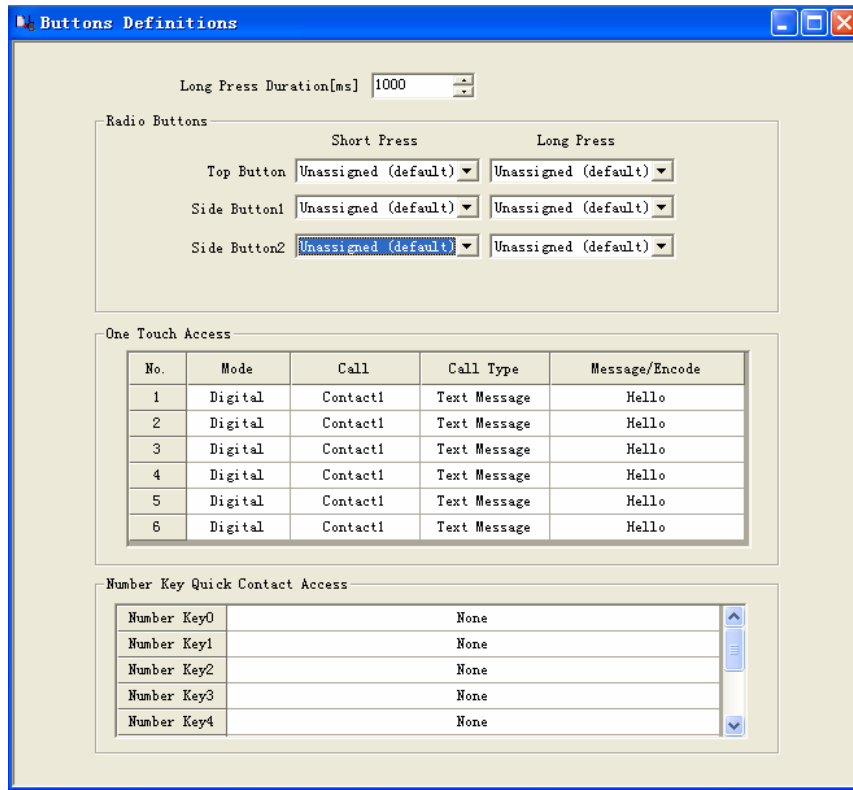 Buttons Definitions
Long Press Duration[ms] 1000
Radio Buttons
Short Press Long Press
Top Button Unassigned (default) Unassigned (default)
Side Button1 Unassigned (default) Unassigned (default)
Side Button2 Unassigned (default) Unassigned (default)
One Touch Access
No. Mode Call Call Type Message/Encode
1 Digital Contact1 Text Message Hello
2 Digital Contact1 Text Message Hello
3 Digital Contact1 Text Message Hello
4 Digital Contact1 Text Message Hello
5 Digital Contact1 Text Message Hello
6 Digital Contact1 Text Message Hello
Number Key Quick Contact Access
Number Key0 None
Number Key1 None
Number Key2 None
Number Key3 None
Number Key4 None